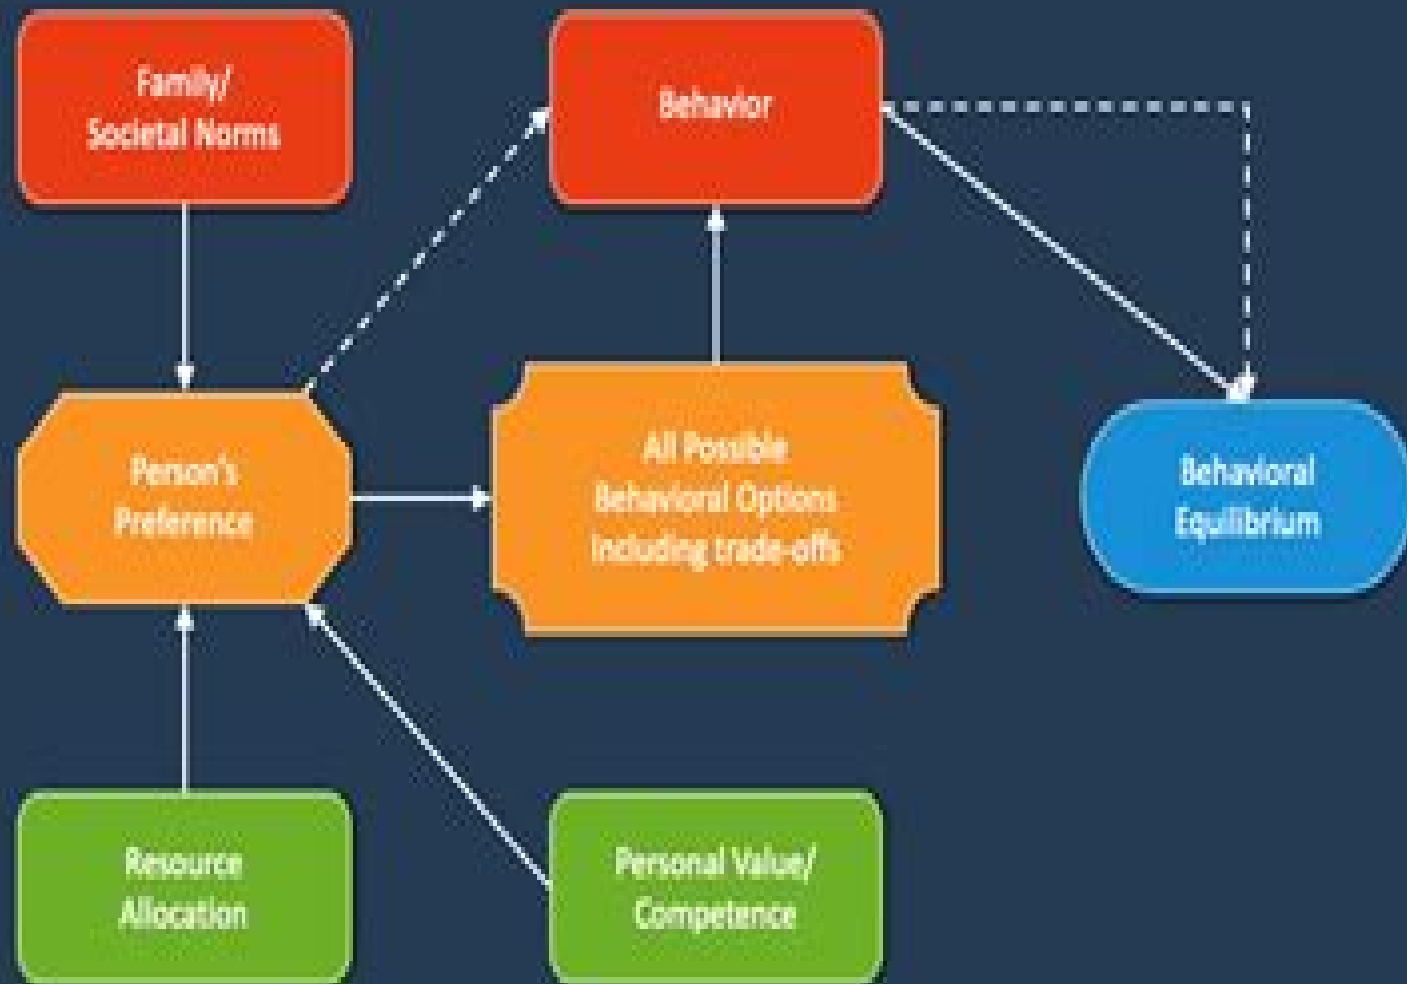 Family/
Societal Norms
Behavior
Person's
Preference
All Possible
Behavioral Options
Including trade-offs
Behavioral
Equilibrium
Resource
Allocation
Personal Value/
Competence